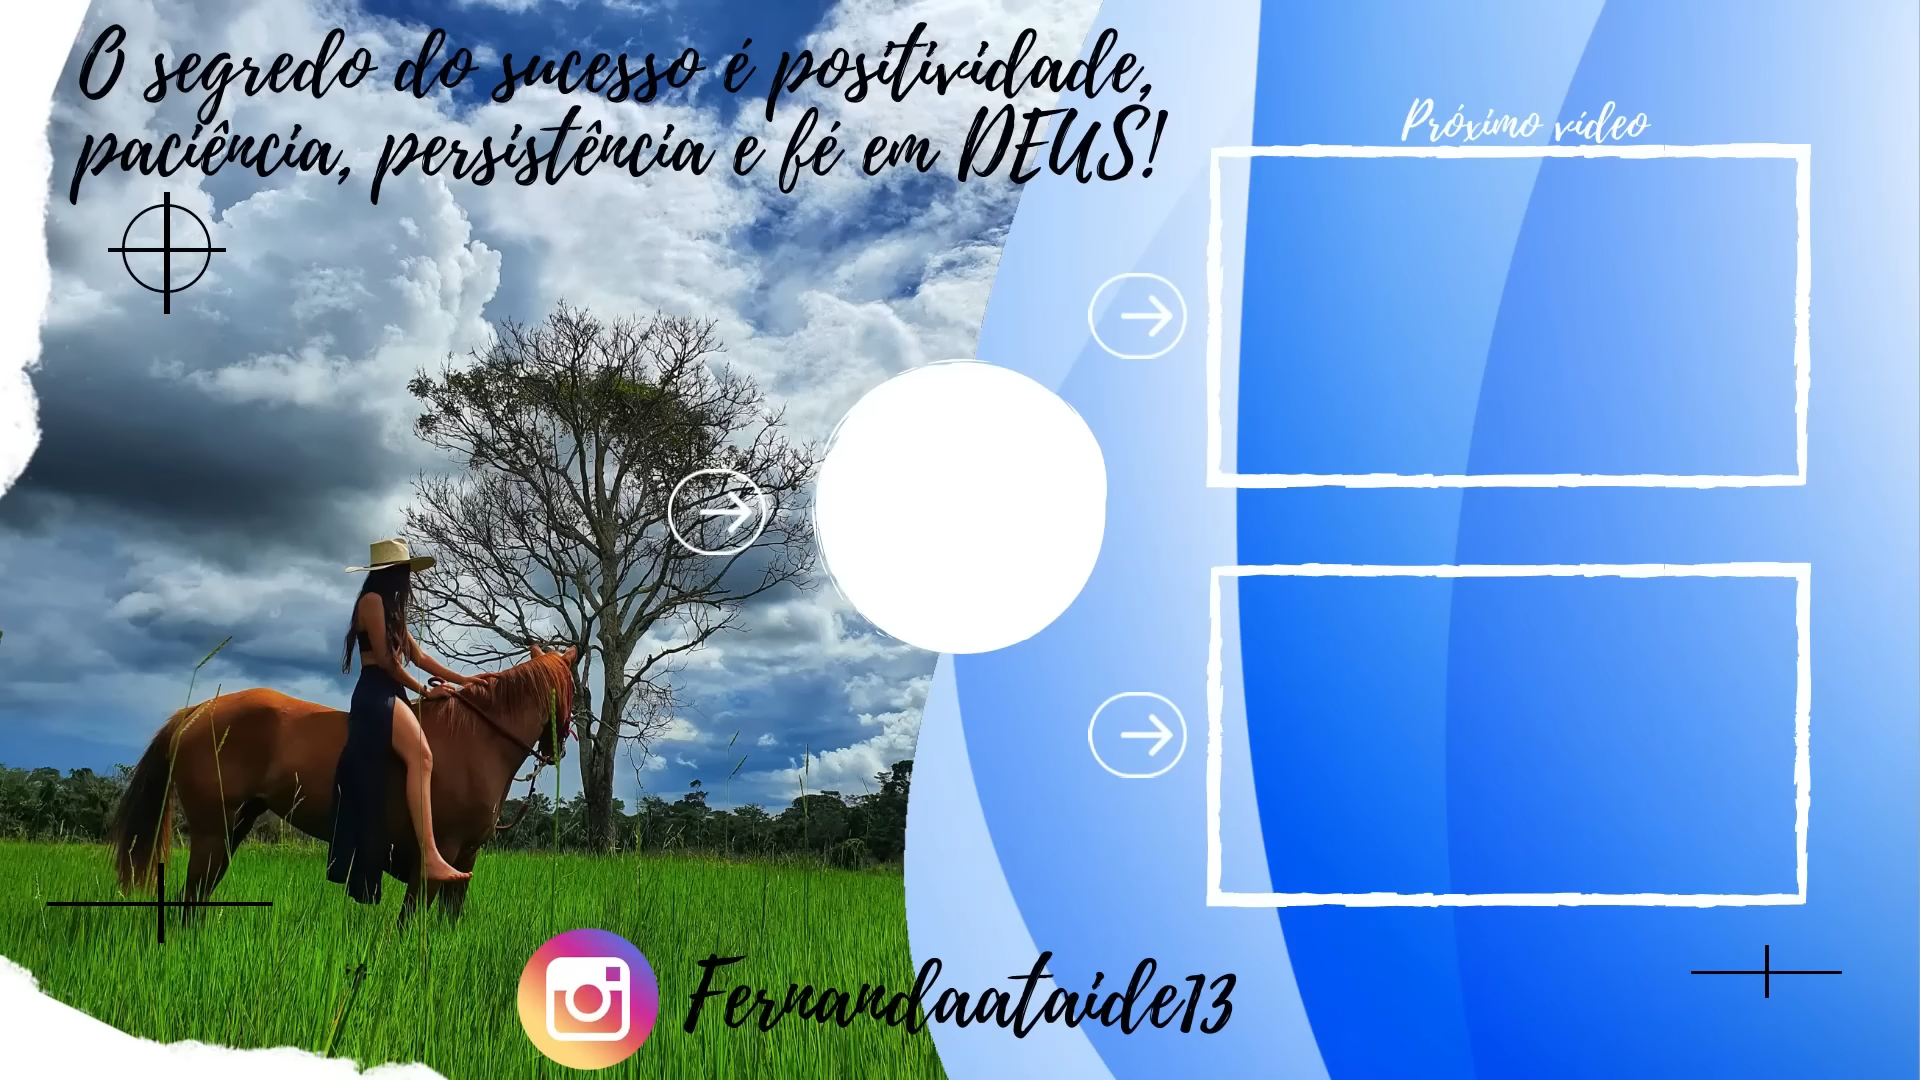 O segredo do sucesso é positividade,
paciência, persistência e fé em DEUS!
Próximo vídeo
Fernandaataide13